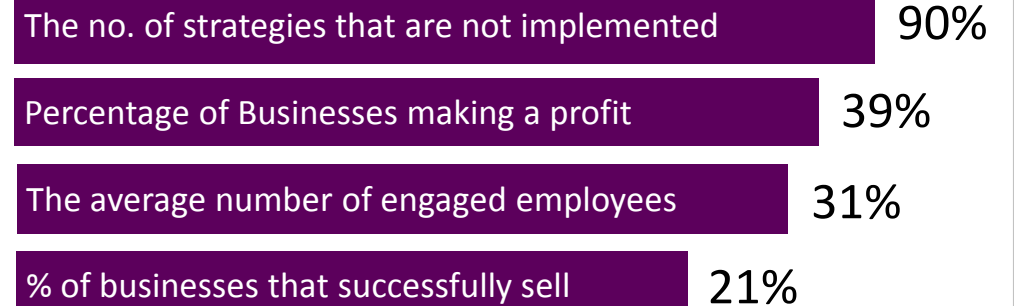 The no. of strategies that are not implemented 90%
Percentage of Businesses making a profit 39%
The average number of engaged employees 31%
% of businesses that successfully sell 21%